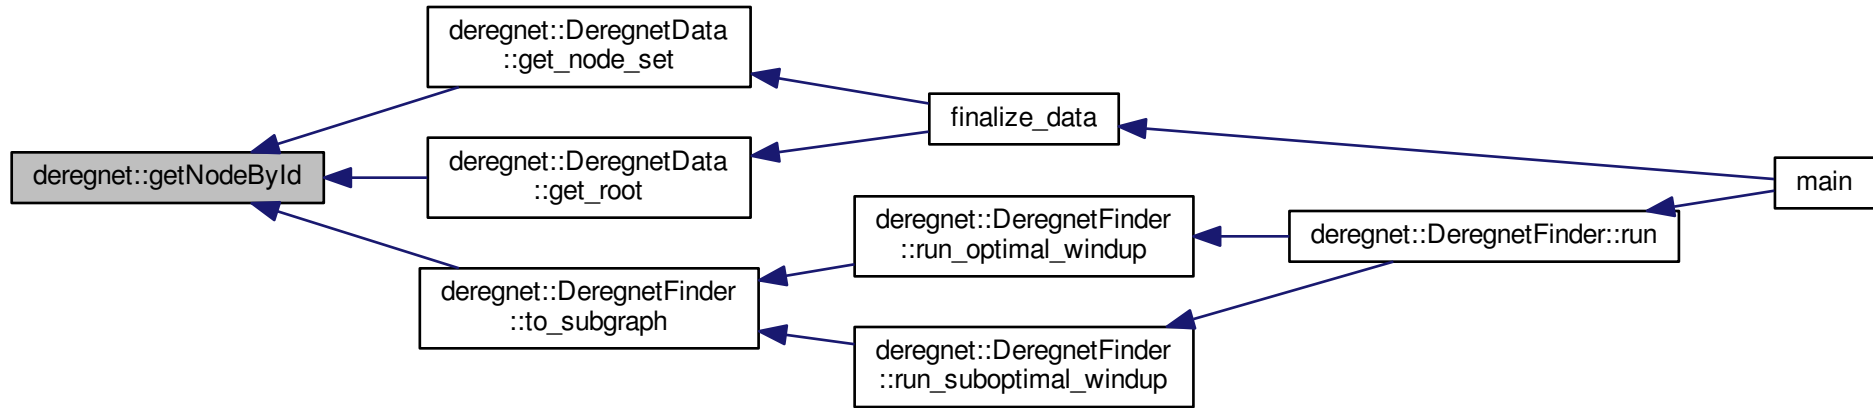 deregnet::getNodeById
deregnet::DeregnetData
::get_node_set
deregnet::DeregnetData
::get_root
deregnet::DeregnetFinder
::to_subgraph
finalize_data
deregnet::DeregnetFinder
::run_optimal_windup
deregnet::DeregnetFinder
::run_suboptimal_windup
deregnet::DeregnetFinder::run
main